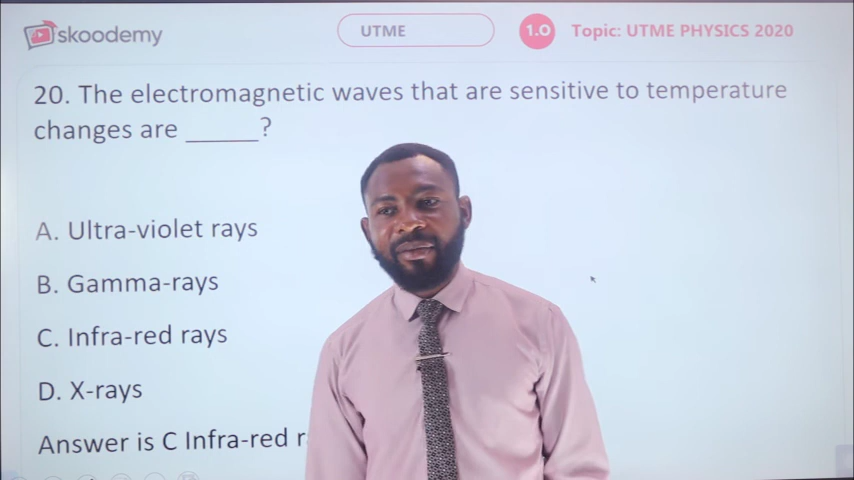 skoodemy
UTME
1.0
Topic: UTME PHYSICS 2020
20. The electromagnetic waves that are sensitive to temperature
changes are _____?
A. Ultra-violet rays
B. Gamma-rays
C. Infra-red rays
D. X-rays
Answer is C Infra-red